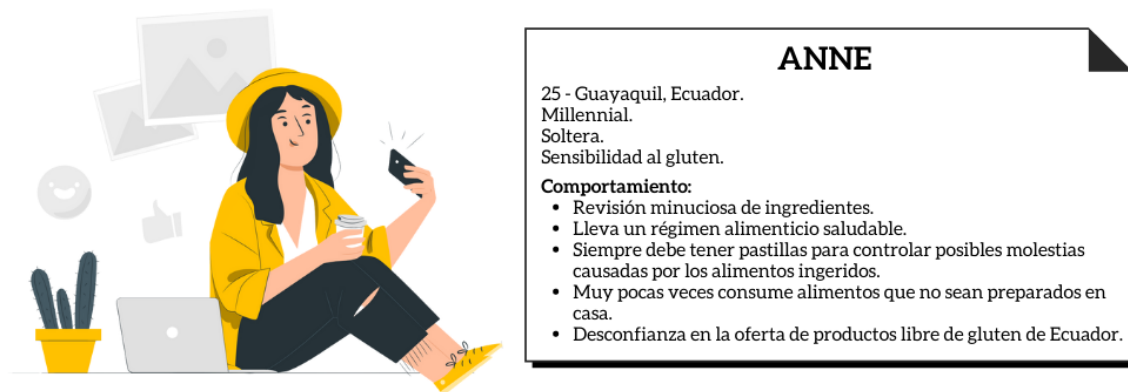 ANNE
25 - Guayaquil, Ecuador.
Millennial.
Soltera.
Sensibilidad al gluten.
Comportamiento:
• Revisión minuciosa de ingredientes.
• Lleva un régimen alimenticio saludable.
• Siempre debe tener pastillas para controlar posibles molestias
causadas por los alimentos ingeridos.
• Muy pocas veces consume alimentos que no sean preparados en
casa.
• Desconfianza en la oferta de productos libre de gluten de Ecuador.